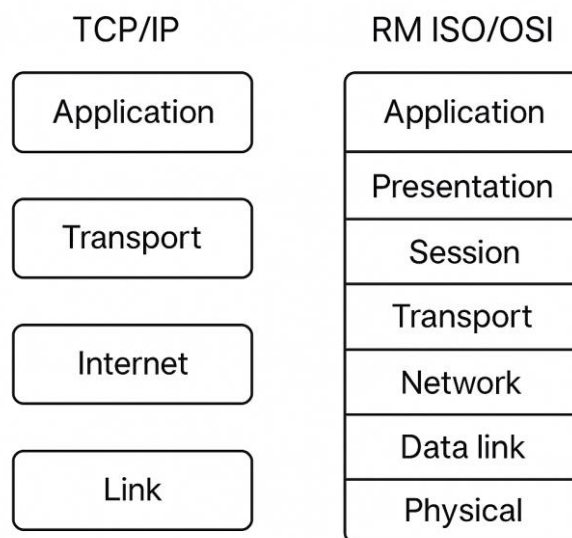 TCP/IP
Application
Transport
Internet
Link
RM ISO/OSI
Application
Presentation
Session
Transport
Network
Data link
Physical